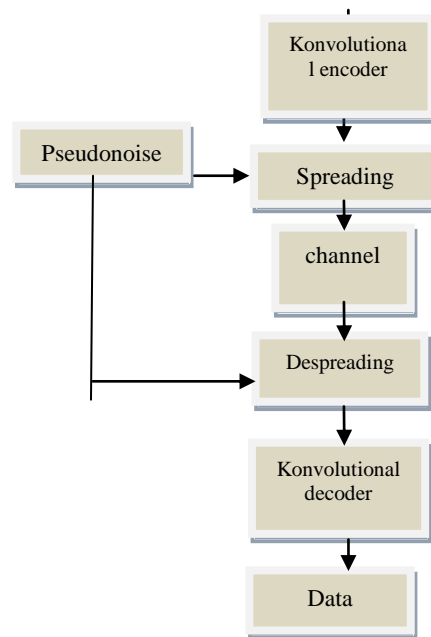 Konvolutiona
l encoder
Pseudonoise
Spreading
channel
Despreading
Konvolutional
decoder
Data